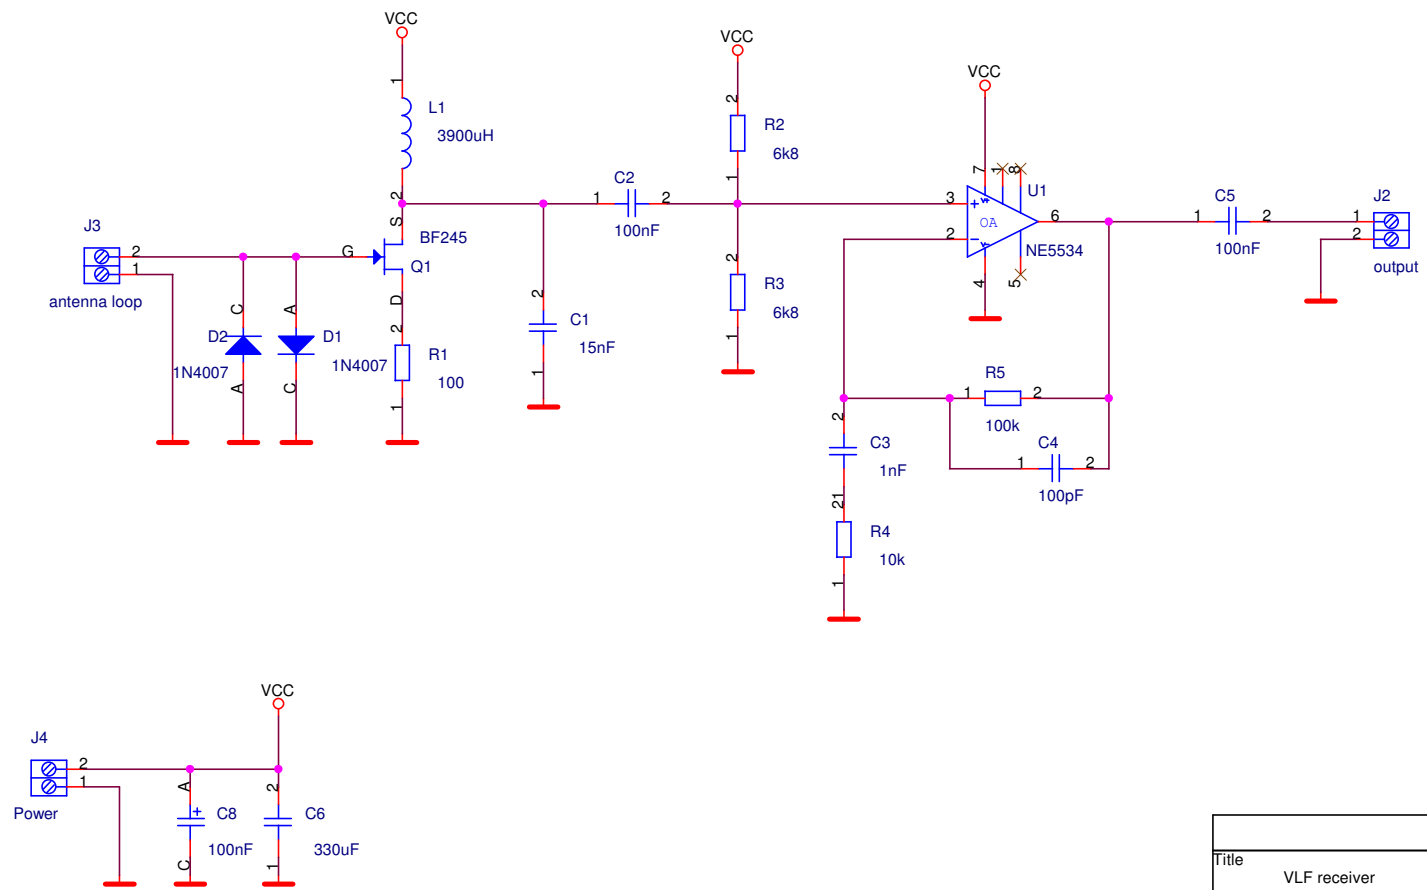 VCC
1
L1
3900uH
2
S
BF245
Q1
G
D
2
R1
100
1
J3
2
1
antenna loop
C
D2
1N4007
A
A
D1
1N4007
C
2
C1
15nF
1
C2
1
2
100nF
VCC
2
R2
6k8
1
2
R3
6k8
1
VCC
7
1
8
U1
3
2
+
-
V+
V-
OA
6
NE5534
4
5
R5
1
2
100k
C4
1
2
100pF
2
C3
1nF
21
R4
10k
1
C5
1
2
100nF
J2
1
2
output
VCC
J4
2
1
Power
A
+
C8
100nF
C
2
C6
330uF
1
Title
VLF receiver